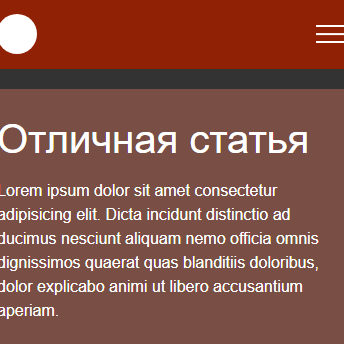 Отличная статья
Lorem ipsum dolor sit amet consectetur
adipisicing elit. Dicta incidunt distinctio ad
ducimus nesciunt aliquam nemo officia omnis
dignissimos quaerat quas blanditiis doloribus,
dolor explicabo animi ut libero accusantium
aperiam.